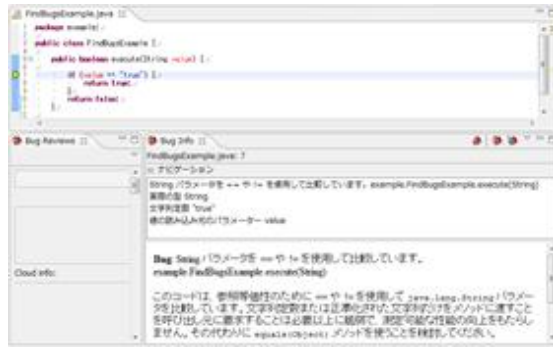 FindBugsExample.java
package example;
public class FindBugsExample {
public boolean execute(String value) {
if (value == "true") {
return true;
}
return false;
}
Bug Reviews
Bug Info
FindBugsExample.java: 7
ナビゲーション
String パラメータを == や != を使用して比較しています。example.FindBugsExample.execute(String)
実際の型 String
文字列定数 "true"
値の読み込み元のパラメーター value
Cloud info:
Bug: String パラメータを == や != を使用して比較しています。
example.FindBugsExample.execute(String)
このコードは、参照等価性のために == や != を使用して java.lang.String パラメー
タを比較しています。文字列定数または正準化された文字列だけをメソッドに渡すこと
を呼び出し元に要求することは必要以上に脆弱で、測定可能な性能の向上をもたらし
ません。その代わりに equals(Object) メソッドを使うことを検討してください。